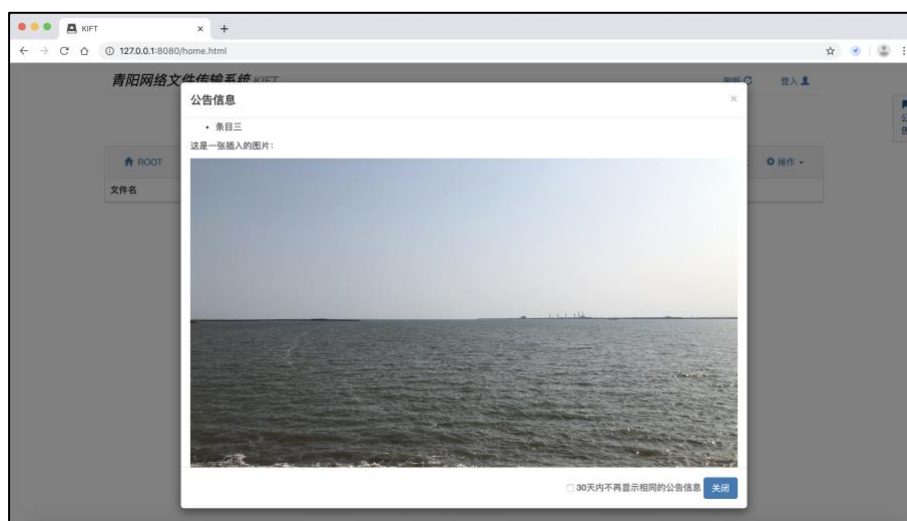 KIFT
127.0.0.1:8080/home.html
青阳网络文件传输系统 KIFT
刷新 登入
公告信息
公告
条目三
这是一张插入的图片：
ROOT 操作
文件名
30天内不再显示相同的公告信息 关闭